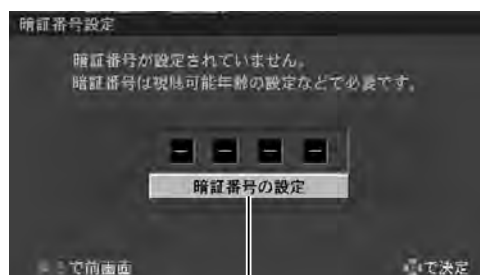 暗証番号設定
暗証番号が設定されていません。
暗証番号は視聴可能年齢の設定などで必要です。
－ － － －
暗証番号の設定
で前画面
で決定